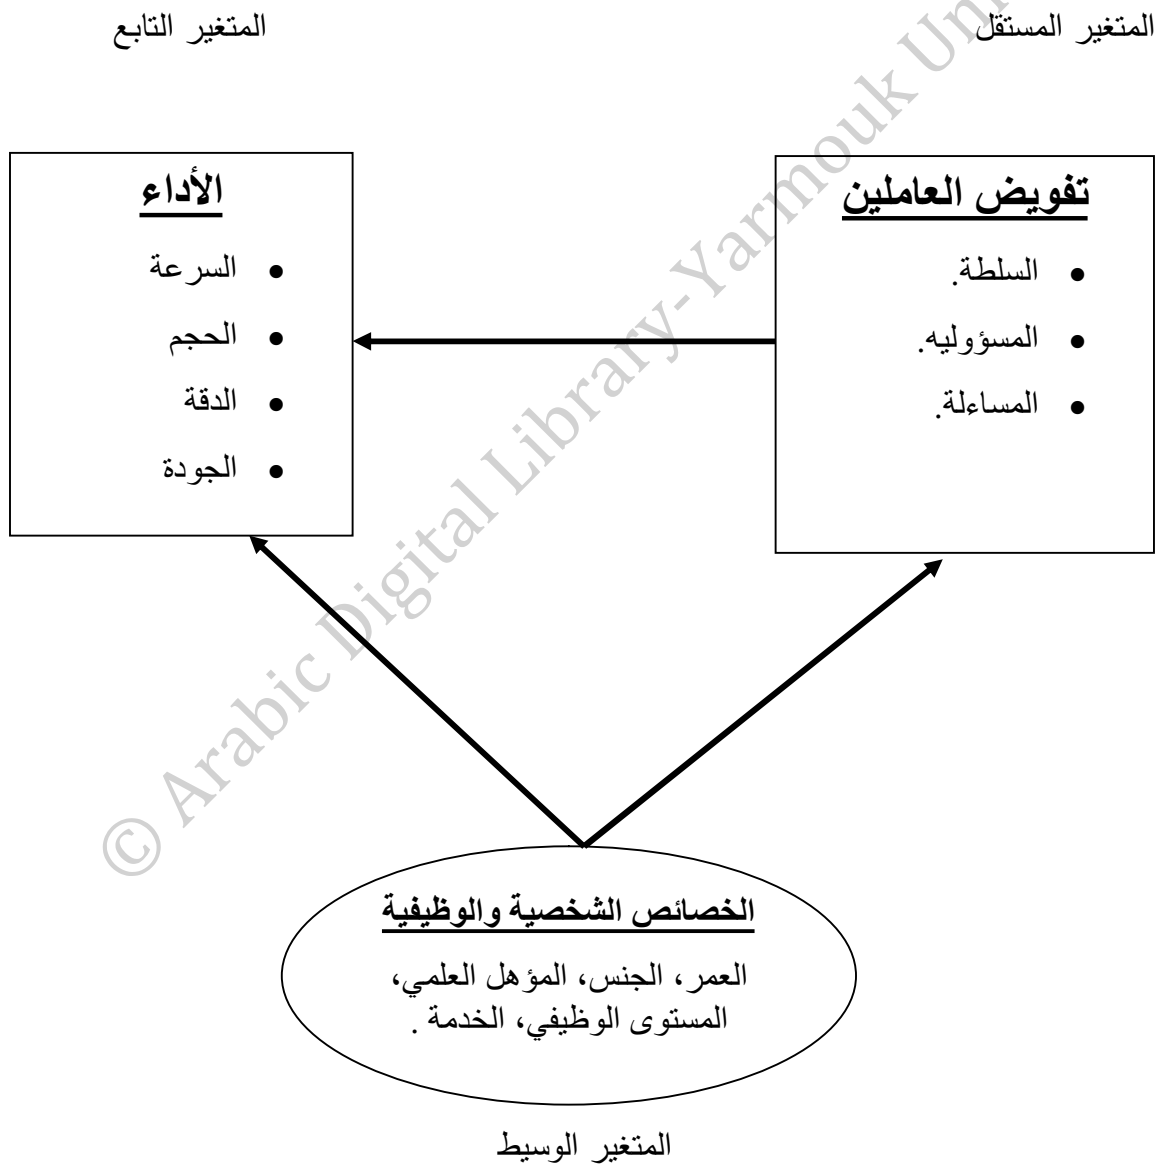 المتغير المستقل
المتغير التابع
تفويض العاملين
• السلطة.
• المسؤوليه.
• المساءلة.
الأداء
• السرعة
• الحجم
• الدقة
• الجودة
الخصائص الشخصية والوظيفية
العمر، الجنس، المؤهل العلمي،
المستوى الوظيفي، الخدمة .
المتغير الوسيط
© Arabic Digital Library-Yarmouk